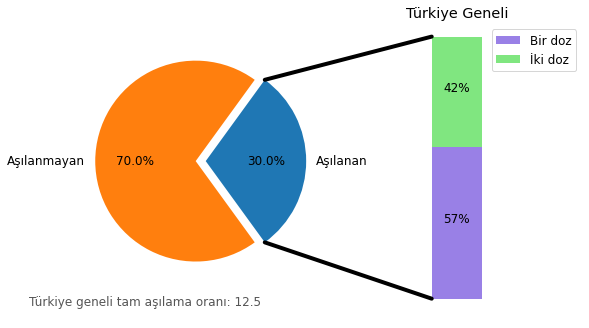 Türkiye Geneli
Bir doz
İki doz
42%
Aşılanmayan
70.0%
30.0%
Aşılanan
57%
Türkiye geneli tam aşılama oranı: 12.5